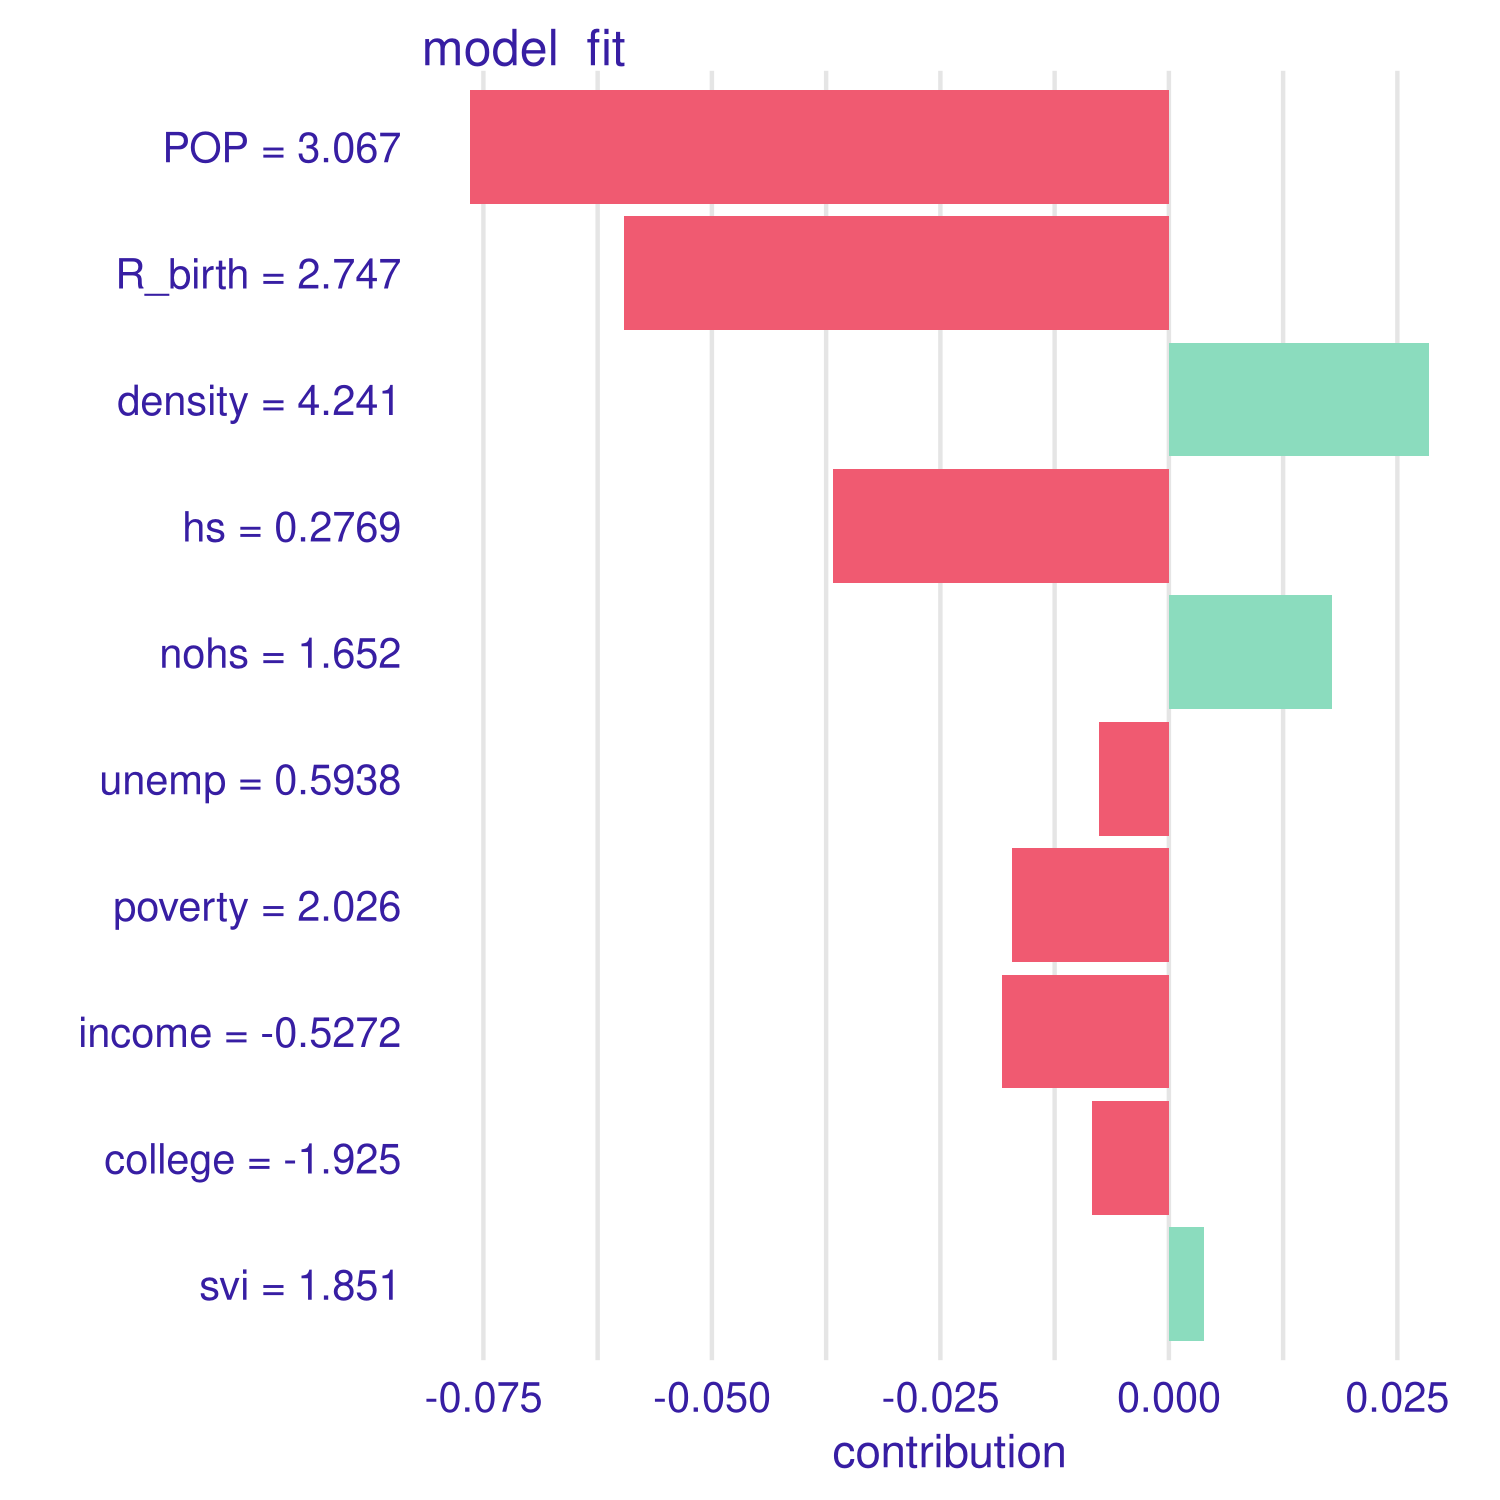 model  fit
POP = 3.067
R_birth = 2.747
density = 4.241
hs = 0.2769
nohs = 1.652
unemp = 0.5938
poverty = 2.026
income = -0.5272
college = -1.925
svi = 1.851
-0.075 -0.050 -0.025 0.000 0.025
contribution